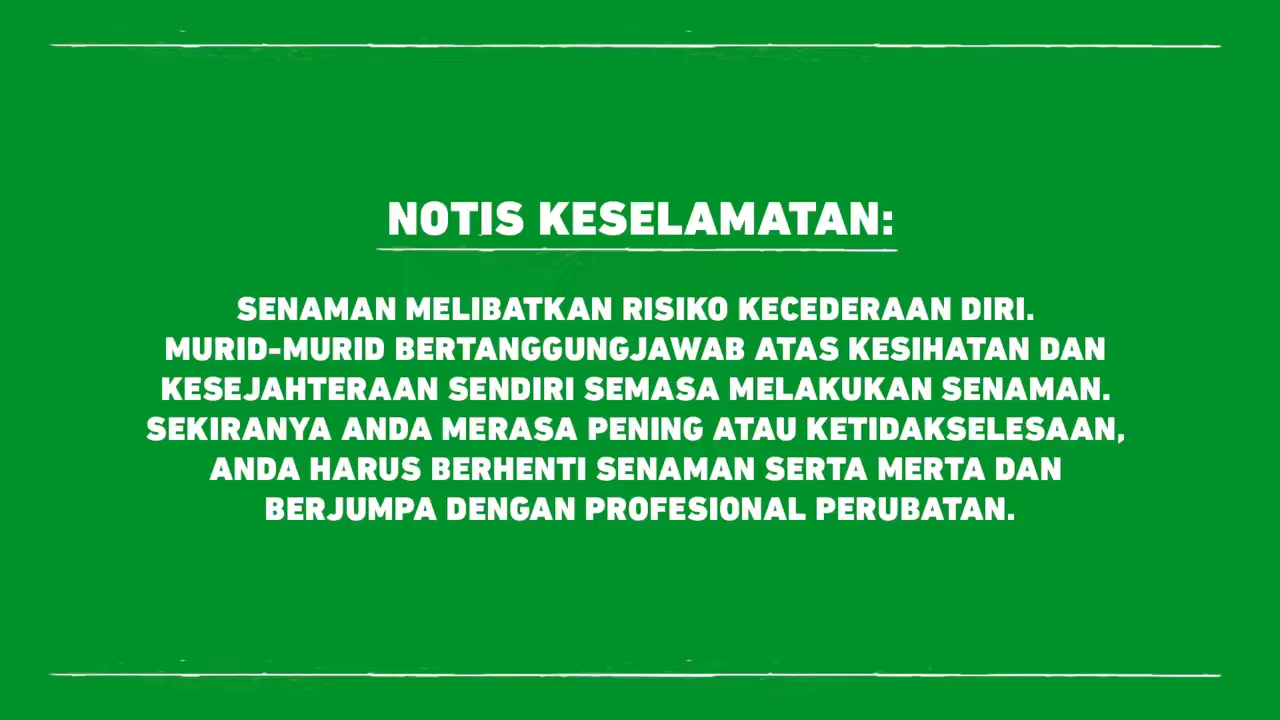 NOTIS KESELAMATAN:
SENAMAN MELIBATKAN RISIKO KECEDERAAN DIRI.
MURID-MURID BERTANGGUNGJAWAB ATAS KESIHATAN DAN
KESEJAHTERAAN SENDIRI SEMASA MELAKUKAN SENAMAN.
SEKIRANYA ANDA MERASA PENING ATAU KETIDAKSELESAAN,
ANDA HARUS BERHENTI SENAMAN SERTA MERTA DAN
BERJUMPA DENGAN PROFESIONAL PERUBATAN.